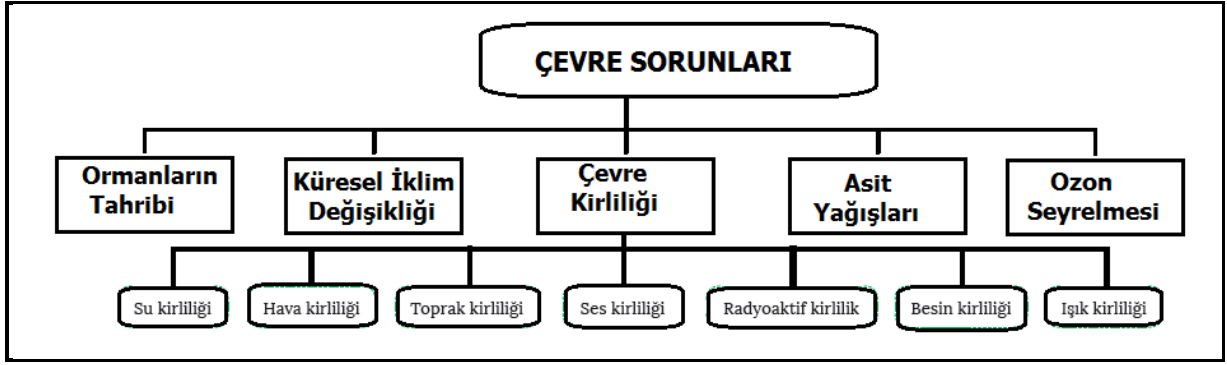 ÇEVRE SORUNLARI
Ormanların
Tahribi
Küresel İklim
Değişikliği
Çevre
Kirliliği
Asit
Yağışları
Ozon
Seyrelmesi
Su kirliliği
Hava kirliliği
Toprak kirliliği
Ses kirliliği
Radyoaktif kirlilik
Besin kirliliği
Işık kirliliği